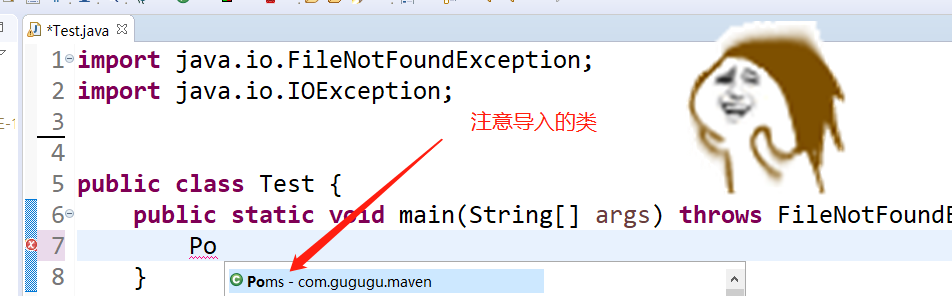 *Test.java
1 import java.io.FileNotFoundException;
2 import java.io.IOException;
3
注意导入的类
4
5 public class Test {
6 public static void main(String[] args) throws FileNotFoundE
7 Po
8 }
Poms - com.gugugu.maven
E-1